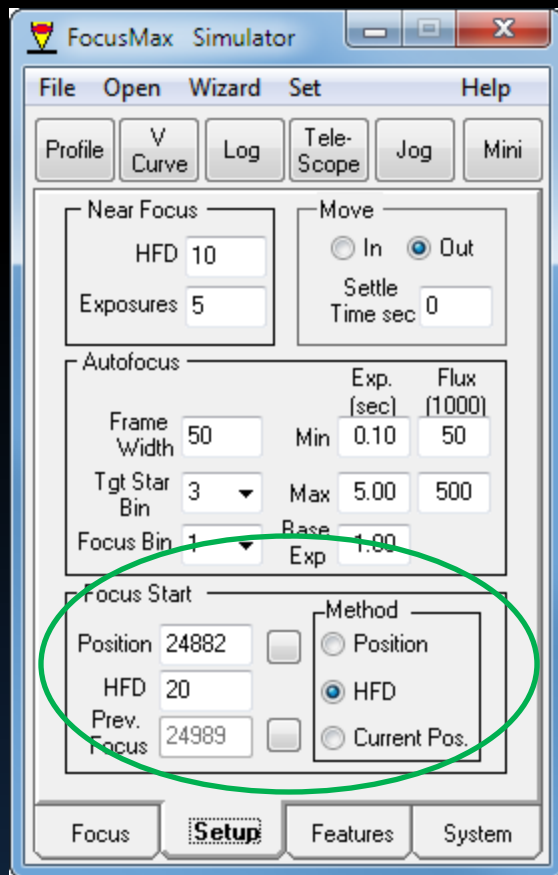 FocusMax Simulator
File Open Wizard Set Help
Profile V Curve Log Tele-Scope Jog Mini
Near Focus
HFD 10
Exposures 5
Move
In Out
Settle Time sec 0
Autofocus
Exp. (sec) Flux (1000)
Frame Width 50 Min 0.10 50
Tgt Star Bin 3 Max 5.00 500
Focus Bin 1 Base Exp 1.00
Focus Start
Position 24882
HFD 20
Prev. Focus 24989
Method
Position
HFD
Current Pos.
Focus Setup Features System